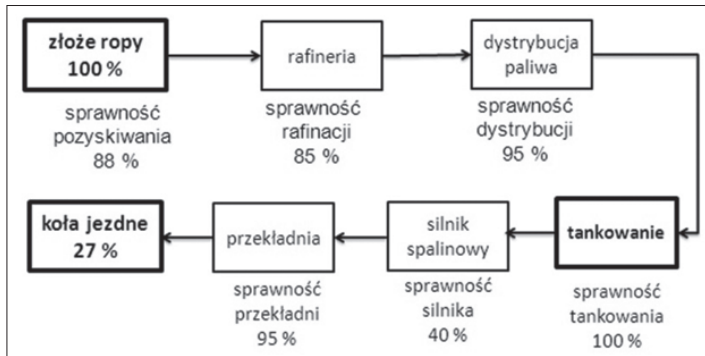 złoże ropy
100 %
rafineria
dystrybucja
paliwa
sprawność
pozyskiwania
88 %
sprawność
rafinacji
85 %
sprawność
dystrybucji
95 %
koła jezdne
27 %
przekładnia
silnik
spalinowy
tankowanie
sprawność
przekładni
95 %
sprawność
silnika
40 %
sprawność
tankowania
100 %